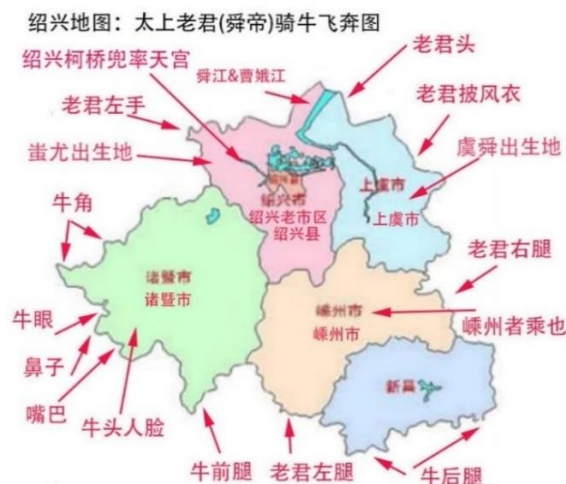 绍兴地图：太上老君(舜帝)骑牛飞奔图
绍兴柯桥兜率天宫
老君头
舜江&曹娥江
老君左手
老君披风衣
蚩尤出生地
虞舜出生地
上虞市
上虞市
绍兴市
绍兴老市区
绍兴县
牛角
老君右腿
诸暨市
诸暨市
嵊州市
嵊州市
嵊州者乘也
牛眼
鼻子
嘴巴
牛头人脸
新昌
牛前腿
老君左腿
牛后腿